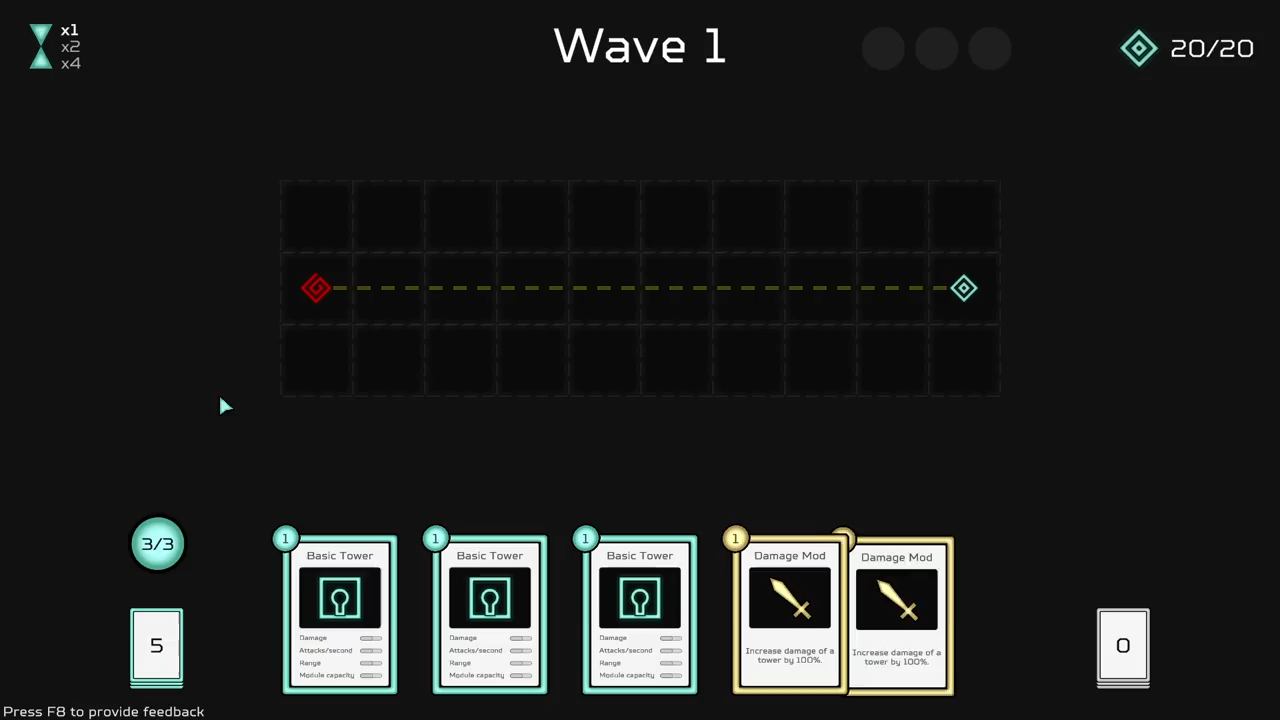 x1
x2
x4
Wave 1
20/20
3/3
5
1
Basic Tower
Damage
Attacks/second
Range
Module capacity
1
Basic Tower
Damage
Attacks/second
Range
Module capacity
1
Basic Tower
Damage
Attacks/second
Range
Module capacity
1
Damage Mod
Increase damage of a
tower by 100%.
Damage Mod
Increase damage of a
tower by 100%.
0
Press F8 to provide feedback